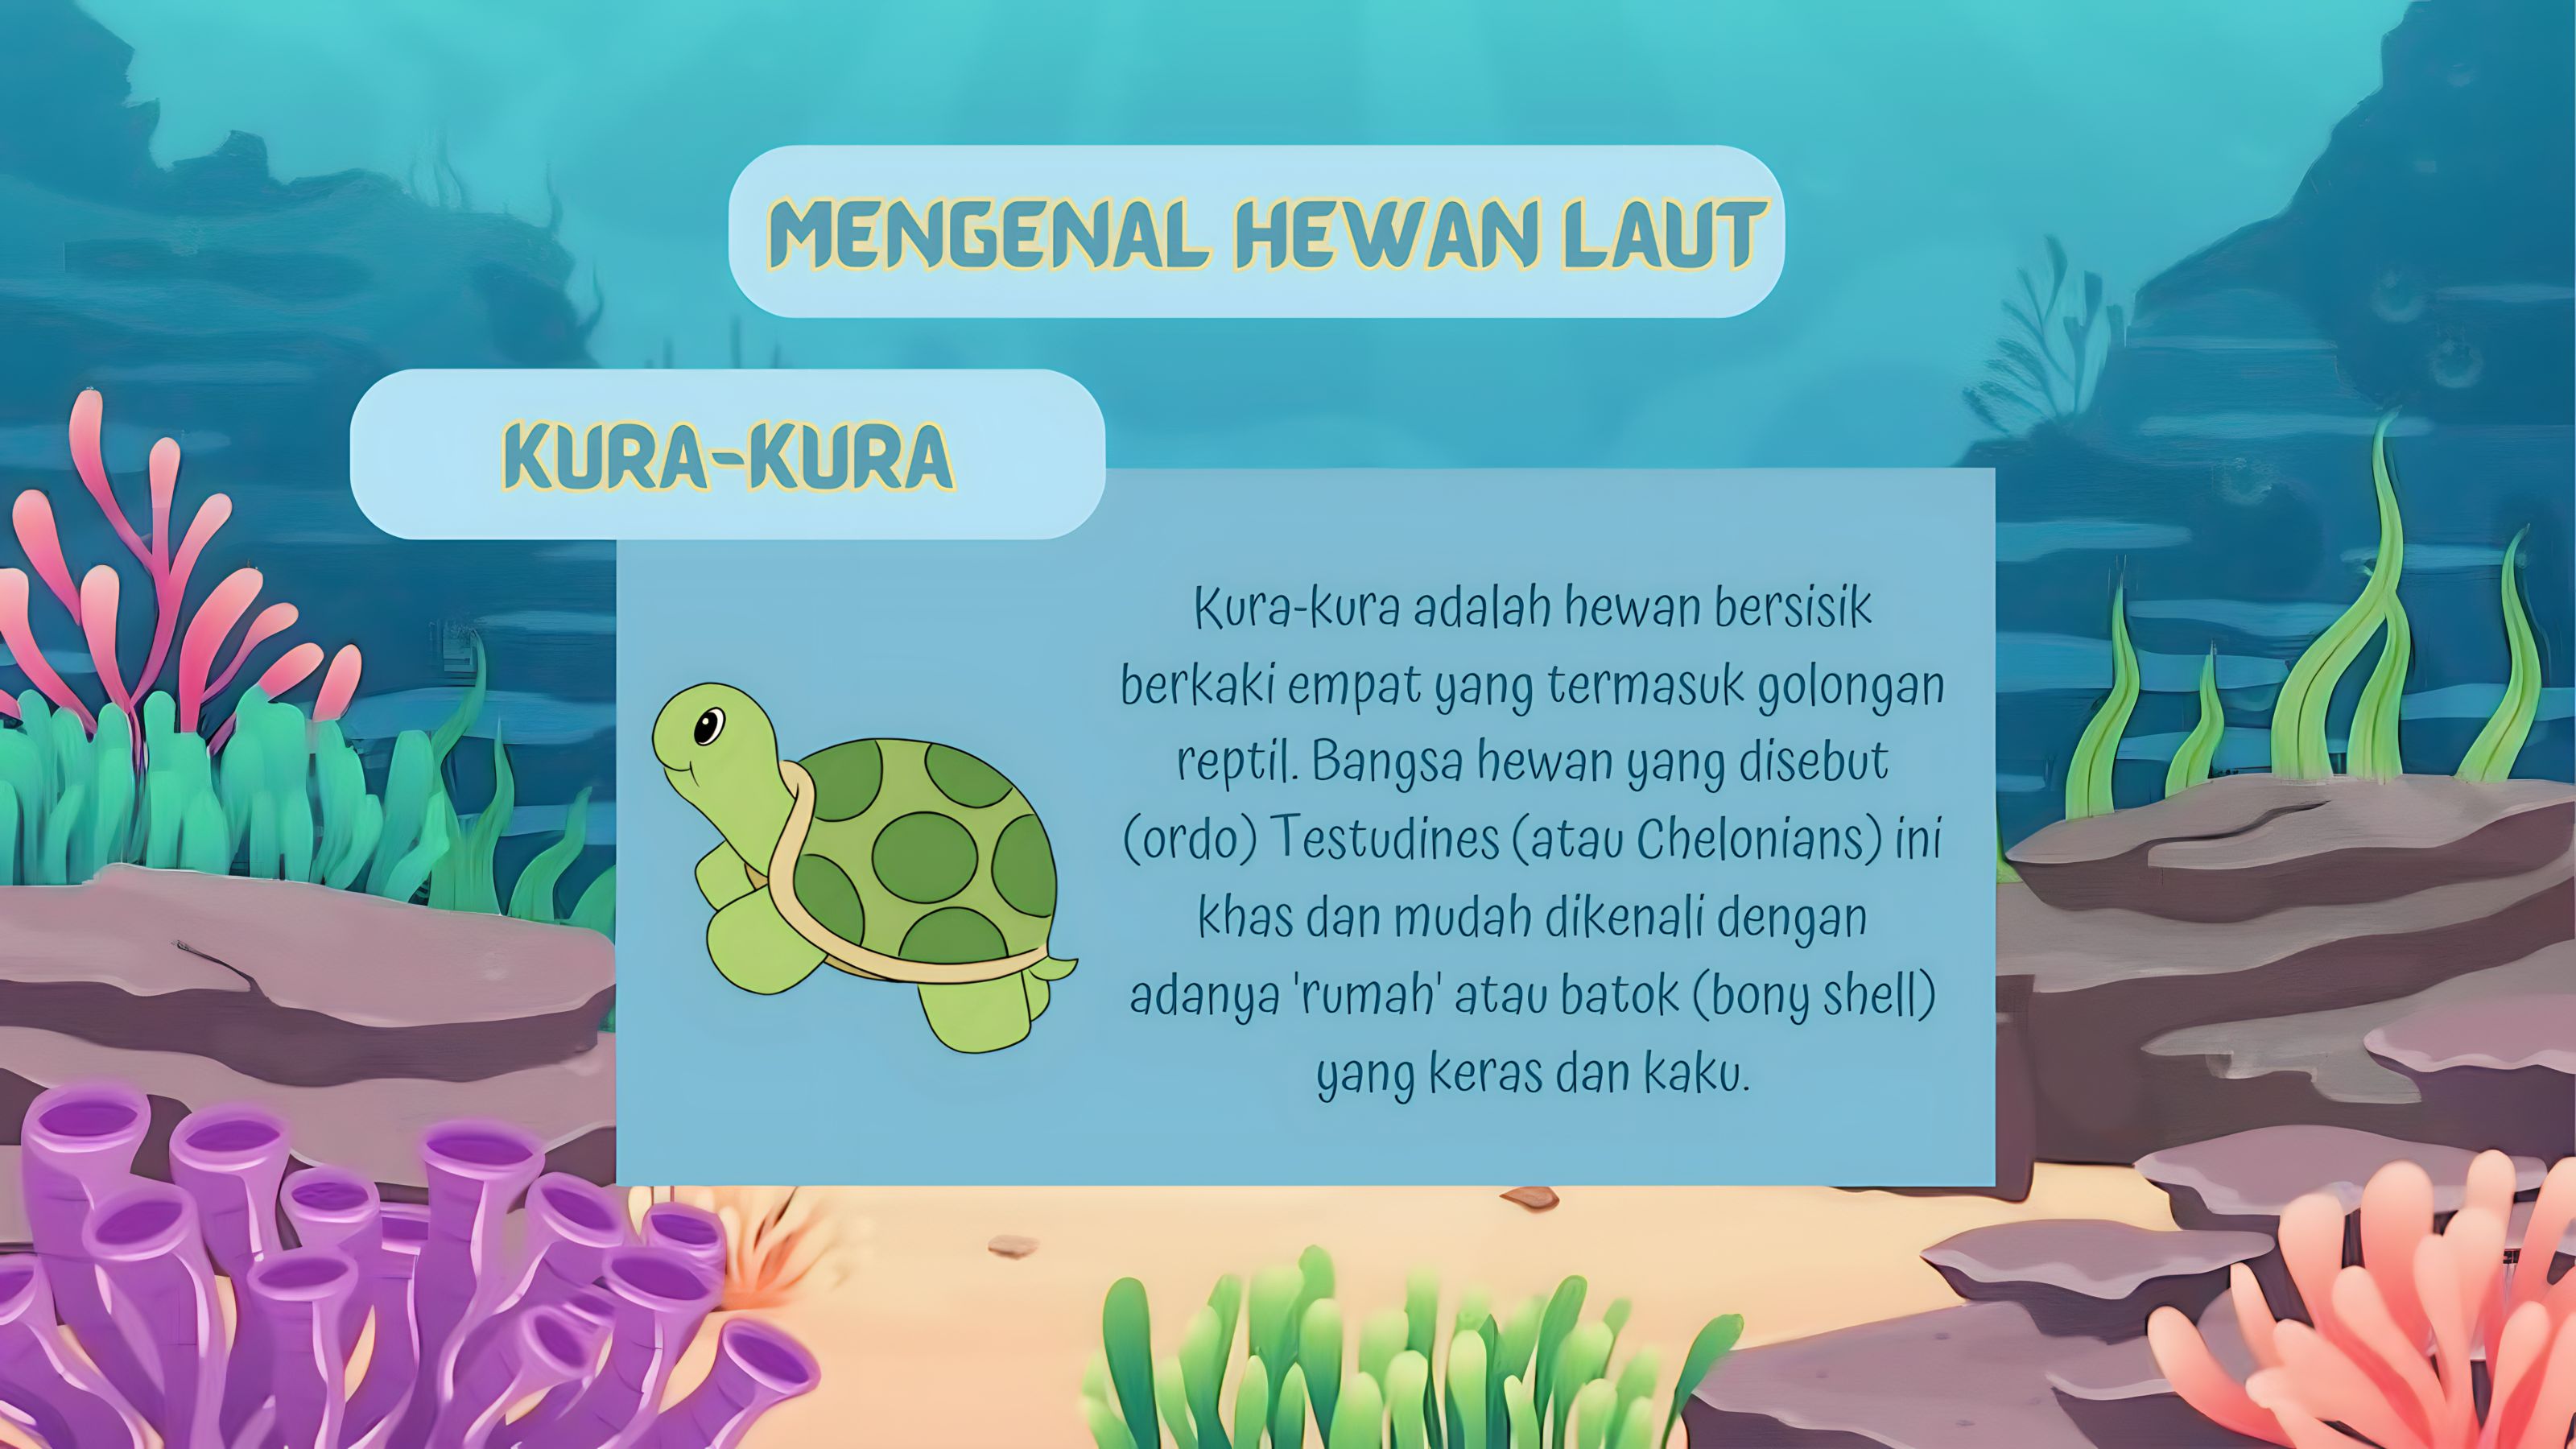 MENGENAL HEWAN LAUT
KURA-KURA
Kura-kura adalah hewan bersisik
berkaki empat yang termasuk golongan
reptil. Bangsa hewan yang disebut
(ordo) Testudines (atau Chelonians) ini
khas dan mudah dikenali dengan
adanya 'rumah' atau batok (bony shell)
yang keras dan kaku.